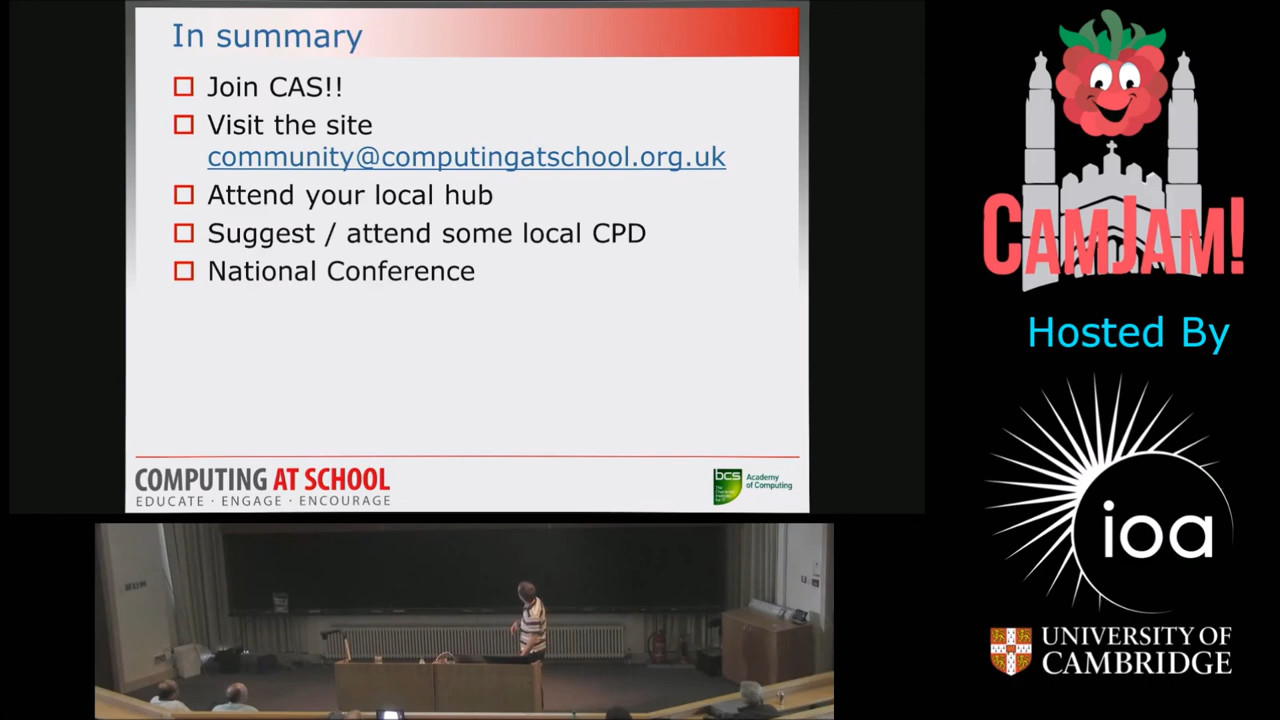 In summary
Join CAS!!
Visit the site
community@computingatschool.org.uk
Attend your local hub
Suggest / attend some local CPD
National Conference
COMPUTING AT SCHOOL
EDUCATE · ENGAGE · ENCOURAGE
bcs
Academy
of Computing
CAMJAM!
Hosted By
ioa
UNIVERSITY OF
CAMBRIDGE